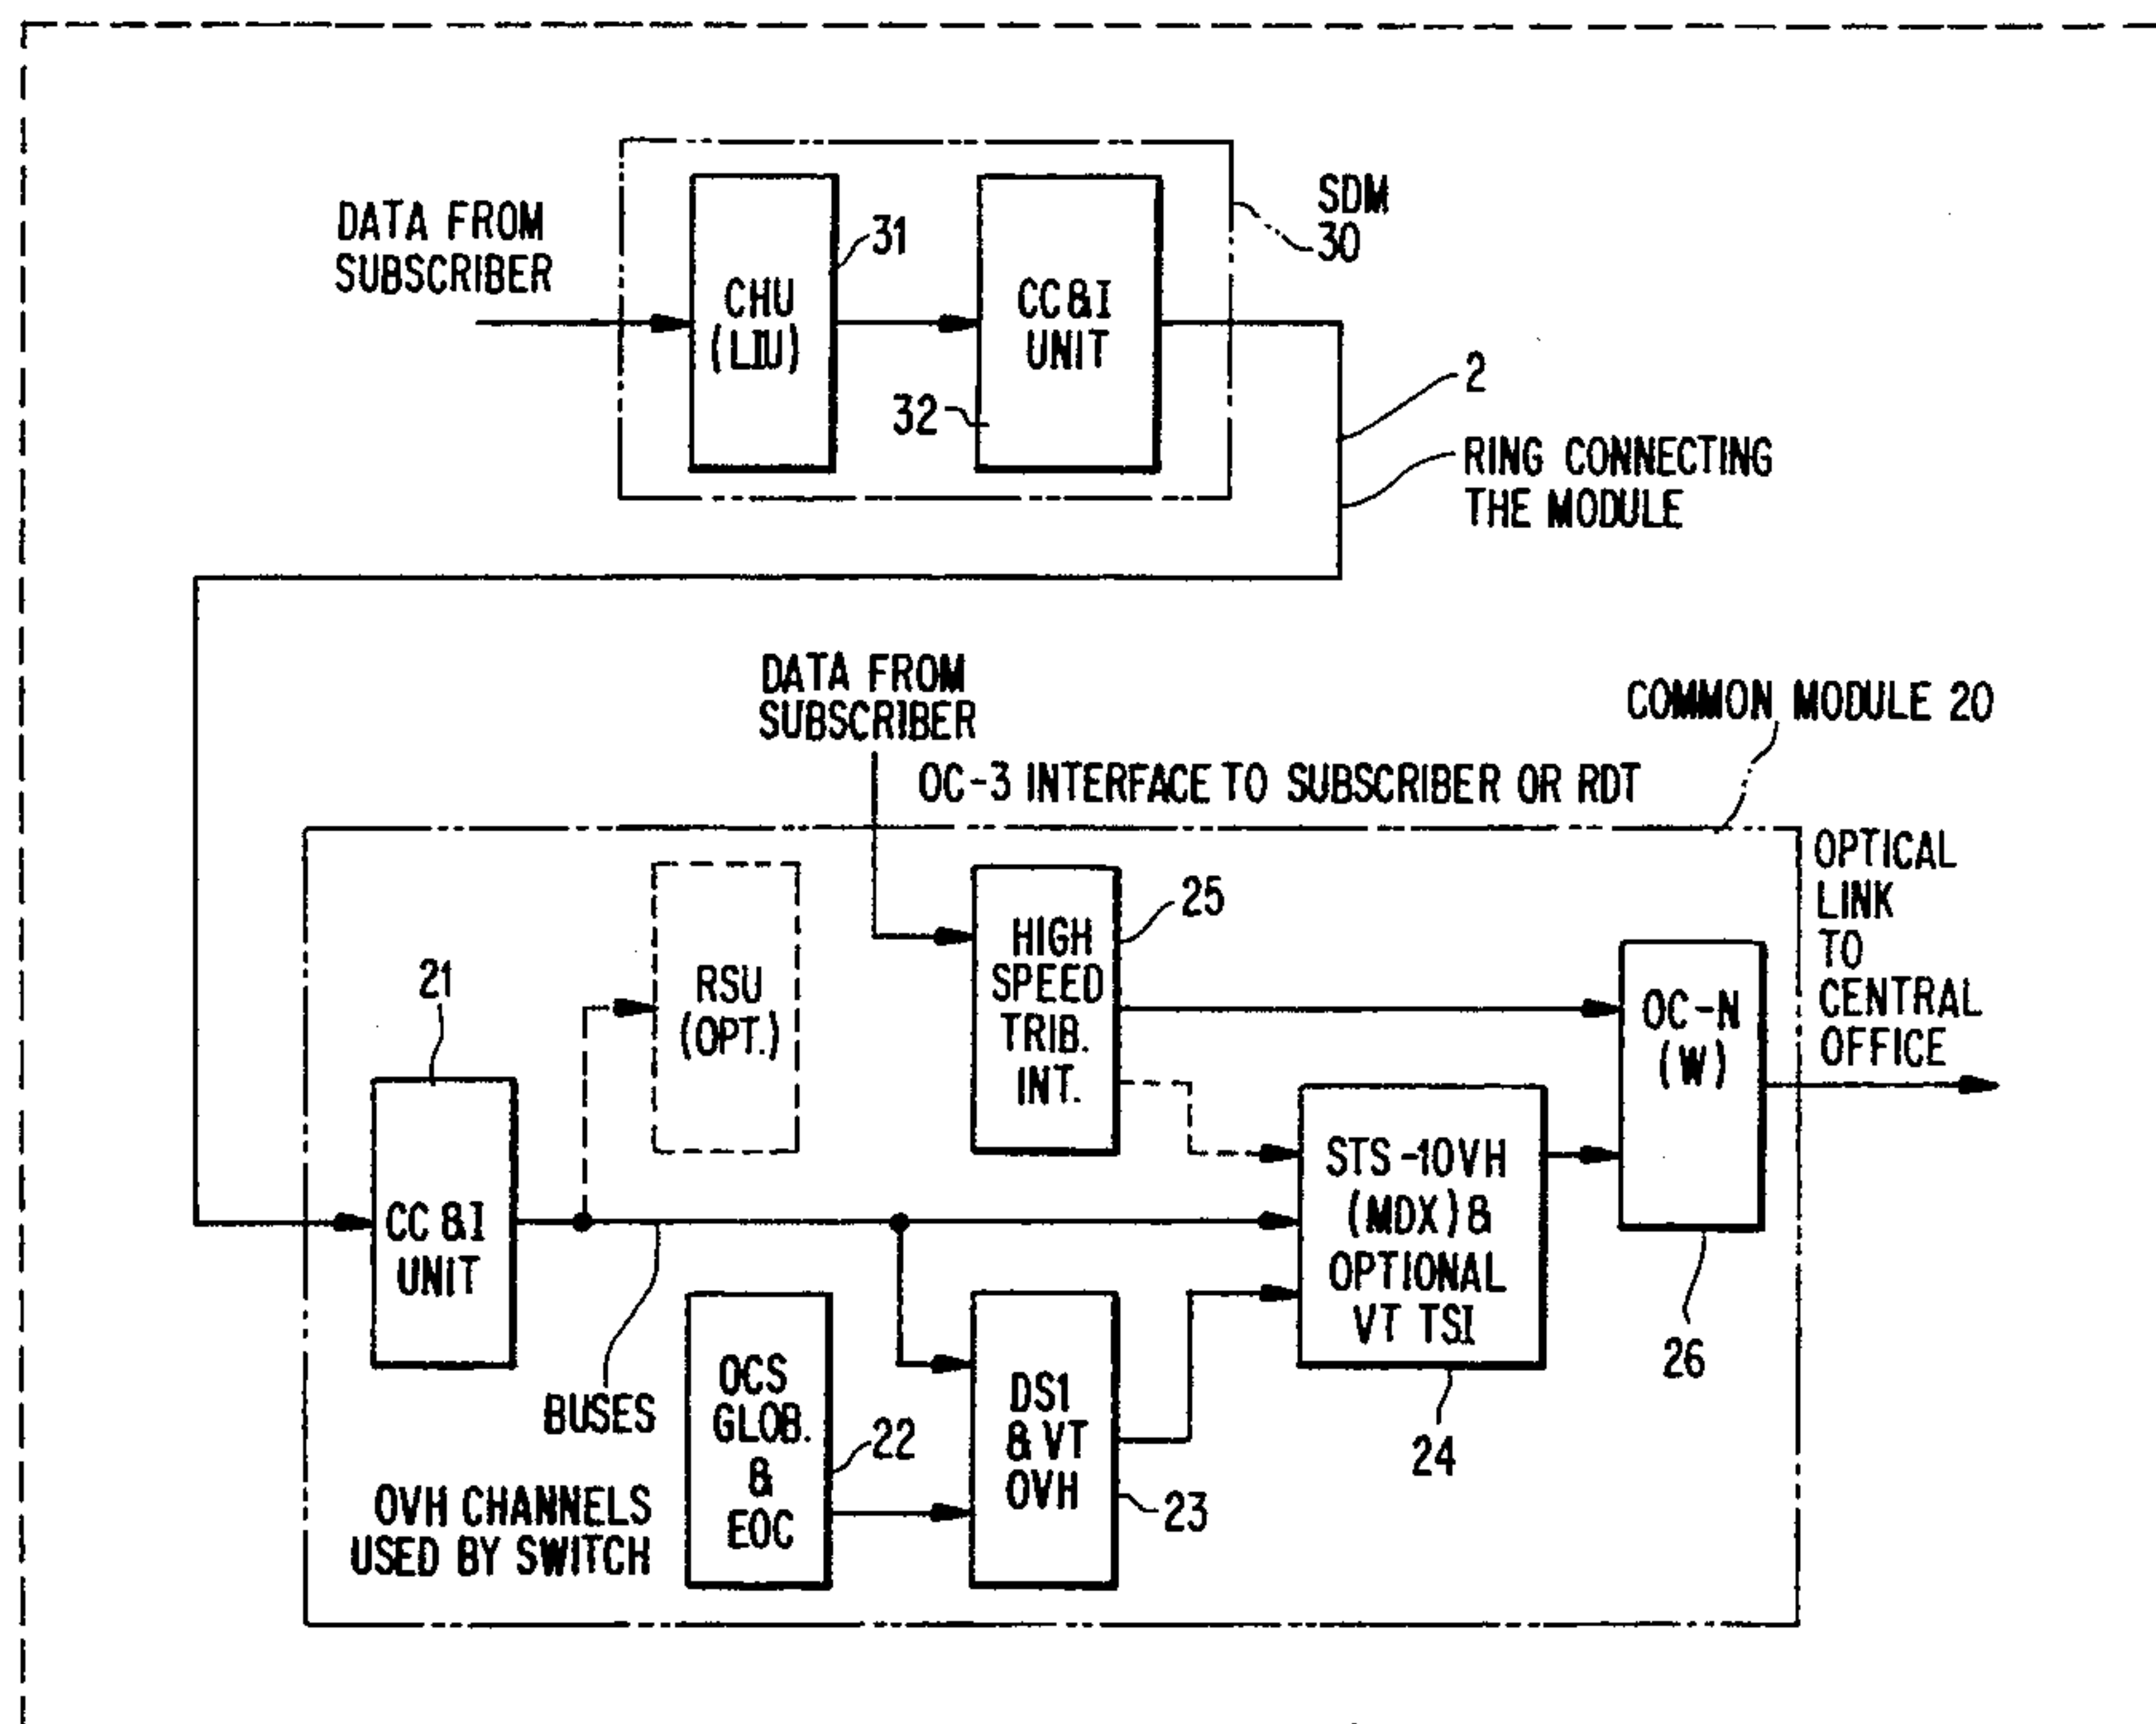 DATA FROM
SUBSCRIBER
CHU
(LIU)
31
CC&I
UNIT
32
SDM
30
2
RING CONNECTING
THE MODULE
DATA FROM
SUBSCRIBER
COMMON MODULE 20
OC-3 INTERFACE TO SUBSCRIBER OR RDT
OPTICAL
LINK
TO
CENTRAL
OFFICE
21
CC&I
UNIT
RSU
(OPT.)
HIGH
SPEED
TRIB.
INT.
25
OC-N
(W)
26
STS-1OVH
(MDX)&
OPTIONAL
VT TSI
24
BUSES
OCS
GLOB.
&
EOC
22
DS1
& VT
OVH
23
OVH CHANNELS
USED BY SWITCH